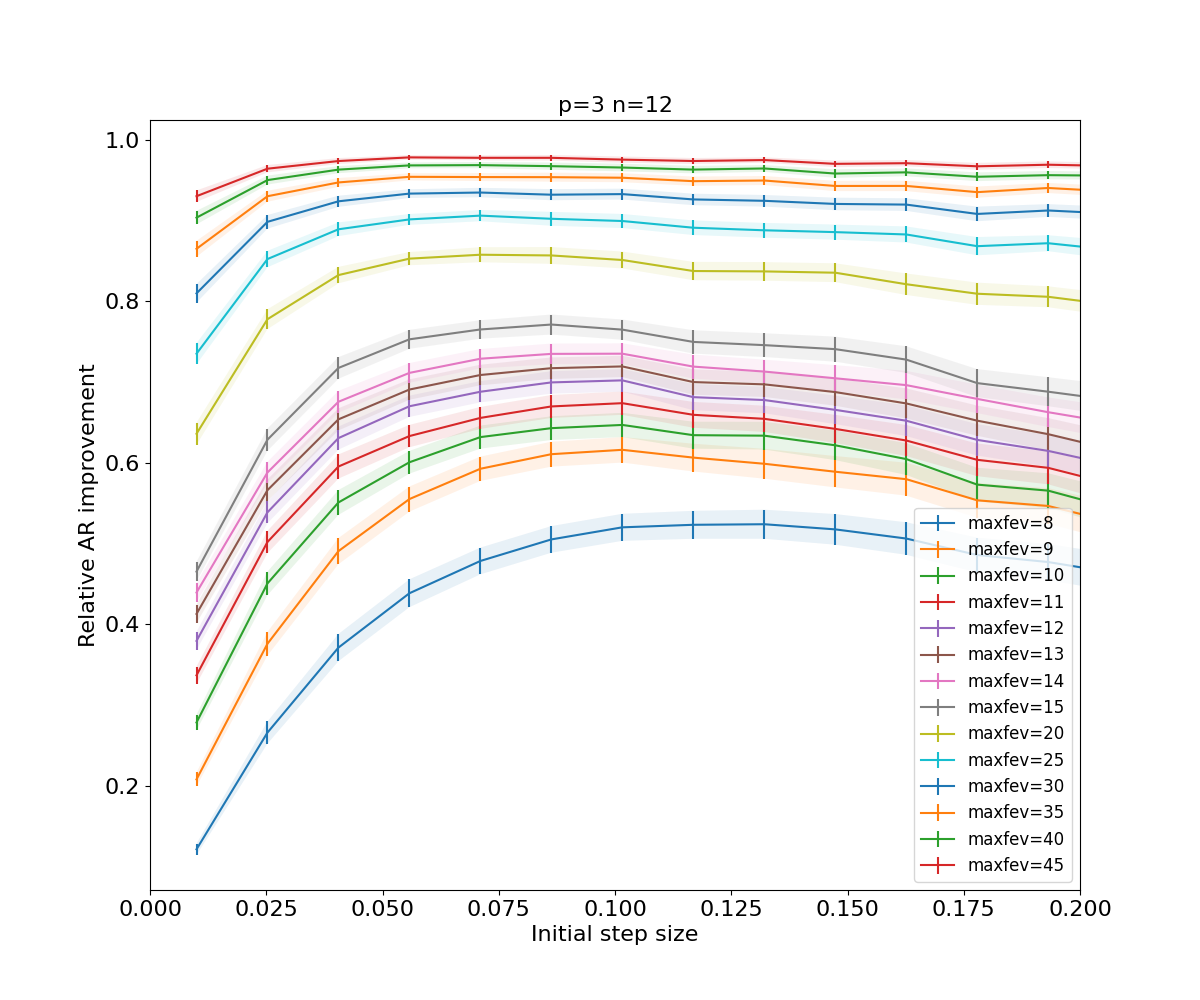 p=3 n=12
Relative AR improvement
1.0
0.8
0.6
0.4
0.2
maxfev=8
maxfev=9
maxfev=10
maxfev=11
maxfev=12
maxfev=13
maxfev=14
maxfev=15
maxfev=20
maxfev=25
maxfev=30
maxfev=35
maxfev=40
maxfev=45
0.000 0.025 0.050 0.075 0.100 0.125 0.150 0.175 0.200
Initial step size